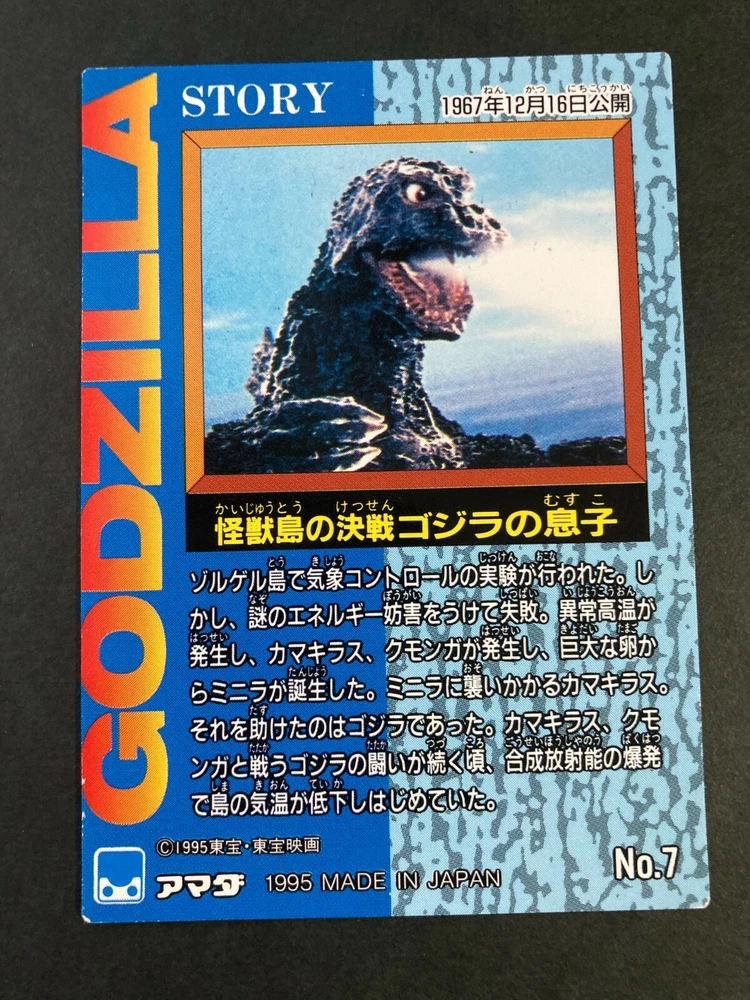 GODZILLA
STORY
1967年12月16日公開
怪獣島の決戦ゴジラの息子
ゾルゲル島で気象コントロールの実験が行われた。し
かし、謎のエネルギー妨害をうけて失敗。異常高温が
発生し、カマキラス、クモンガが発生し、巨大な卵か
らミニラが誕生した。ミニラに襲いかかるカマキラス。
それを助けたのはゴジラであった。カマキラス、クモ
ンガと戦うゴジラの闘いが続く頃、合成放射能の爆発
で島の気温が低下しはじめていた。
©1995東宝・東宝映画
アマダ 1995 MADE IN JAPAN
No.7